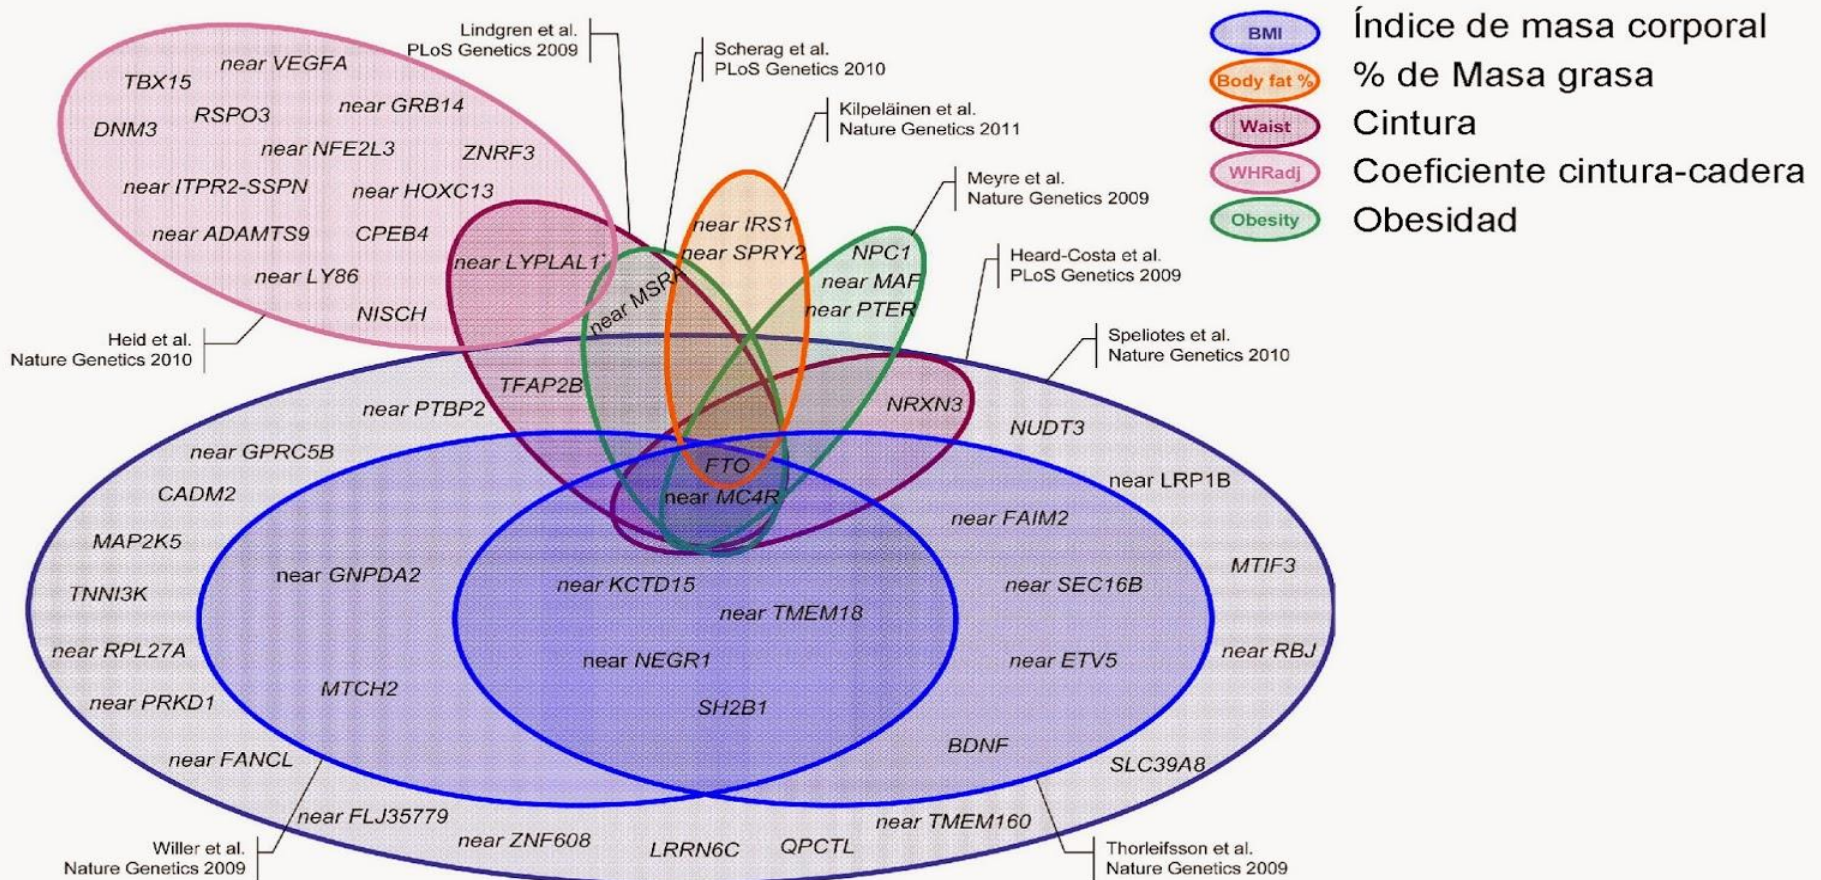 Lindgren et al.
PLoS Genetics 2009
Scherag et al.
PLoS Genetics 2010
Kilpeläinen et al.
Nature Genetics 2011
Meyre et al.
Nature Genetics 2009
Heard-Costa et al.
PLoS Genetics 2009
Speliotes et al.
Nature Genetics 2010
BMI Índice de masa corporal
Body fat % % de Masa grasa
Waist Cintura
WHRadj Coeficiente cintura-cadera
Obesity Obesidad
near VEGFA
TBX15
near GRB14
RSPO3
DNM3
near NFE2L3
ZNRF3
near ITPR2-SSPN
near HOXC13
near ADAMTS9
CPEB4
near LY86
NISCH
Heid et al.
Nature Genetics 2010
near LYPLAL1
near MSRA
near IRS1
near SPRY2
NPC1
near MAF
near PTER
TFAP2B
near PTBP2
NRXN3
NUDT3
near GPRC5B
near LRP1B
CADM2
FTO
near MC4R
near FAIM2
MAP2K5
MTIF3
near GNPDA2
near KCTD15
near SEC16B
TNNI3K
near TMEM18
near RPL27A
near NEGR1
near ETV5
near RBJ
near PRKD1
MTCH2
SH2B1
BDNF
near FANCL
SLC39A8
near FLJ35779
near TMEM160
near ZNF608
LRRN6C
QPCTL
Willer et al.
Nature Genetics 2009
Thorleifsson et al.
Nature Genetics 2009